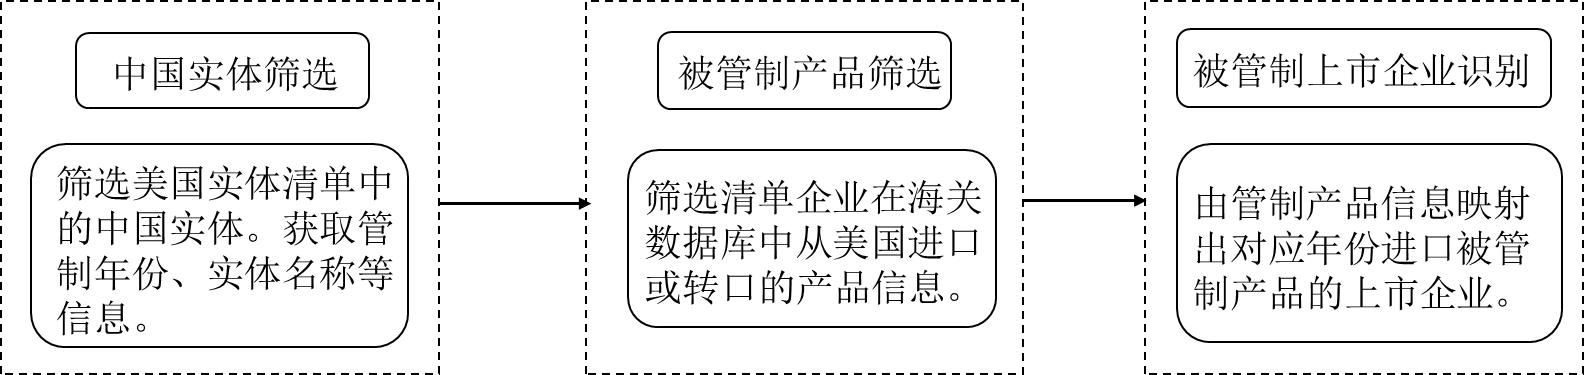 中国实体筛选
筛选美国实体清单中
的中国实体。获取管
制年份、实体名称等
信息。
被管制产品筛选
筛选清单企业在海关
数据库中从美国进口
或转口的产品信息。
被管制上市企业识别
由管制产品信息映射
出对应年份进口被管
制产品的上市企业。